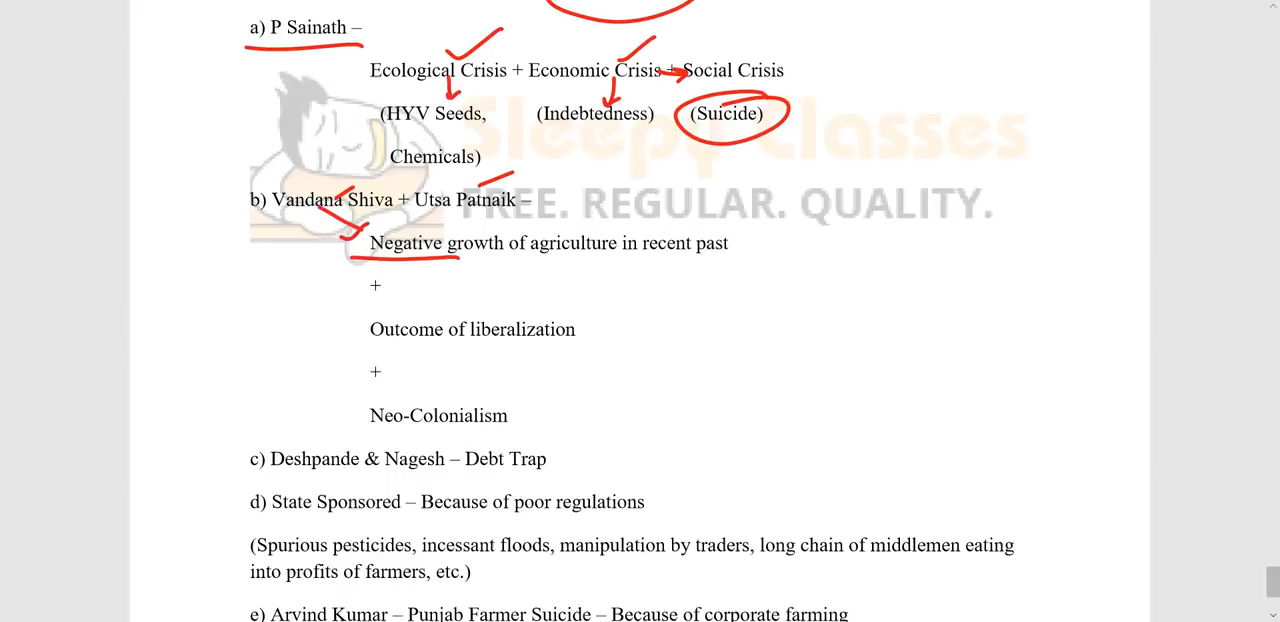 a) P Sainath –
Ecological Crisis + Economic Crisis + Social Crisis
(HYV Seeds, (Indebtedness) (Suicide)
Chemicals)
Sleepy Classes
b) Vandana Shiva + Utsa Patnaik –
FREE. REGULAR. QUALITY.
Negative growth of agriculture in recent past
+
Outcome of liberalization
+
Neo-Colonialism
c) Deshpande & Nagesh – Debt Trap
d) State Sponsored – Because of poor regulations
(Spurious pesticides, incessant floods, manipulation by traders, long chain of middlemen eating
into profits of farmers, etc.)
e) Arvind Kumar – Punjab Farmer Suicide – Because of corporate farming